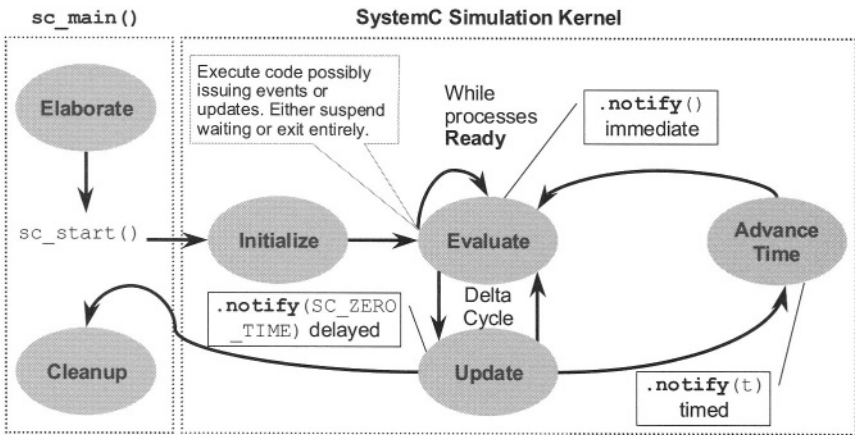 sc_main()
SystemC Simulation Kernel
Elaborate
sc_start()
Cleanup
Execute code possibly
issuing events or
updates. Either suspend
waiting or exit entirely.
While
processes
Ready
.notify()
immediate
Initialize
Evaluate
Advance
Time
.notify(SC_ZERO
_TIME) delayed
Delta
Cycle
Update
.notify(t)
timed